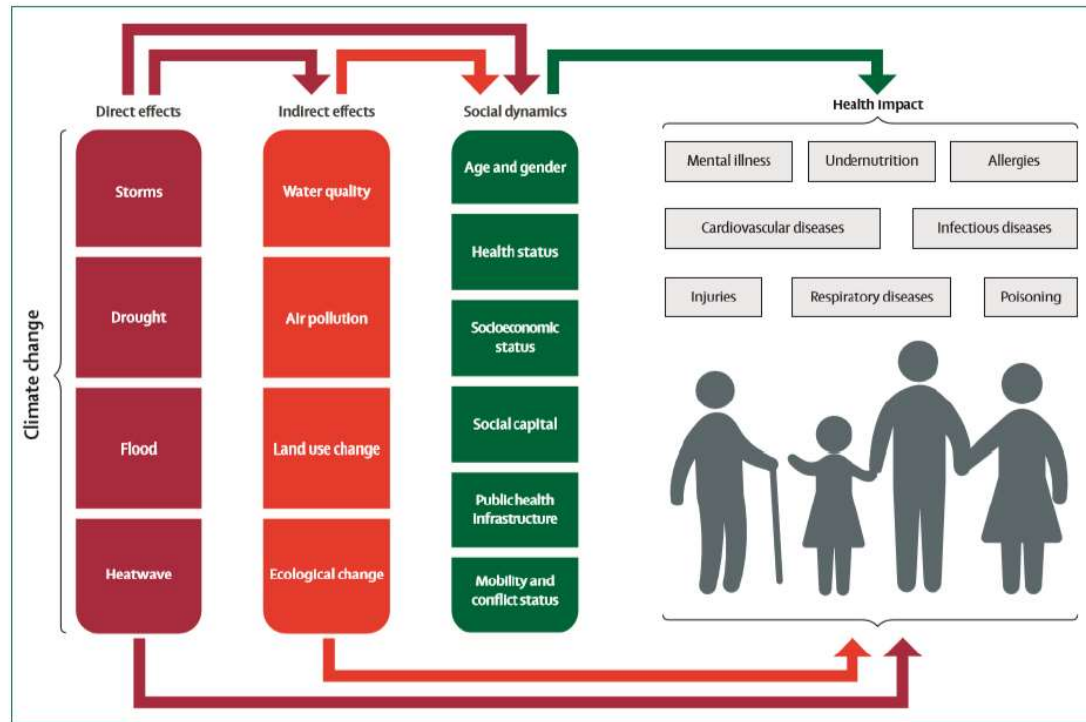 Direct effects
Indirect effects
Social dynamics
Health impact
Climate change
Storms
Drought
Flood
Heatwave
Water quality
Air pollution
Land use change
Ecological change
Age and gender
Health status
Socioeconomic
status
Social capital
Public health
infrastructure
Mobility and
conflict status
Mental illness
Undernutrition
Allergies
Cardiovascular diseases
Infectious diseases
Injuries
Respiratory diseases
Poisoning